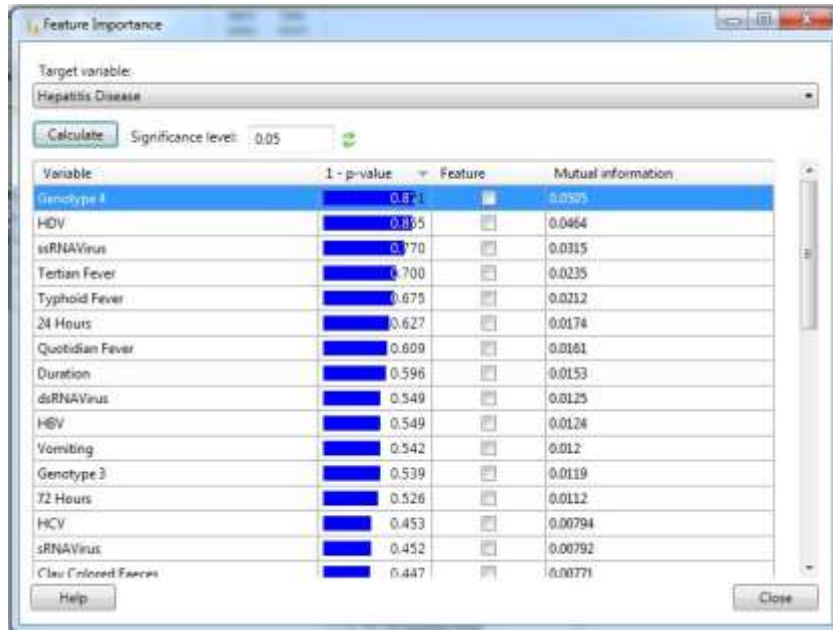 Feature Importance
Target variable:
Hepatitis Disease
Calculate Significance level: 0.05
Variable 1 - p-value Feature Mutual information
Genotype 4 0.0505
HDV 0.865 0.0464
ssRNAVirus 0.770 0.0315
Tertian Fever 0.700 0.0235
Typhoid Fever 0.675 0.0212
24 Hours 0.627 0.0174
Quotidian Fever 0.609 0.0161
Duration 0.596 0.0153
dsRNAVirus 0.549 0.0125
HBV 0.549 0.0124
Vomiting 0.542 0.012
Genotype 3 0.539 0.0119
72 Hours 0.526 0.0112
HCV 0.453 0.00794
sRNAVirus 0.452 0.00792
Clay Colored Faeces 0.447 0.00771
Help Close